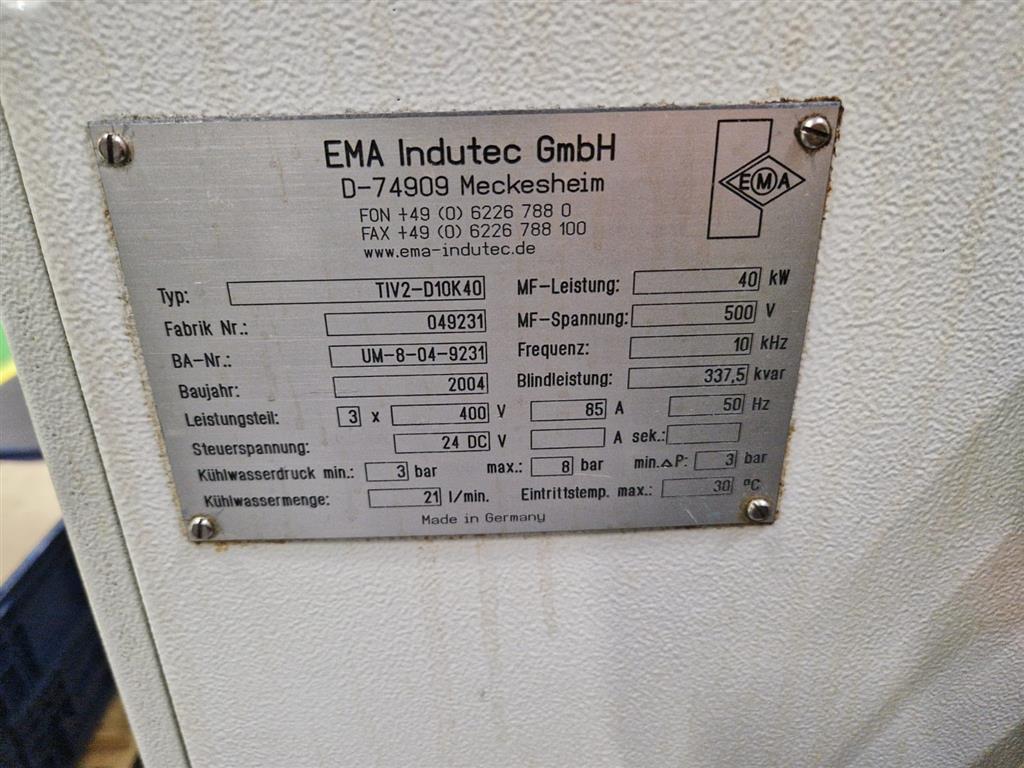 EMA Indutec GmbH
D-74909 Meckesheim
FON +49 (0) 6226 788 0
FAX +49 (0) 6226 788 100
www.ema-indutec.de
EMA
Typ: TIV2-D10K40 MF-Leistung: 40 kW
Fabrik Nr.: 049231 MF-Spannung: 500 V
BA-Nr.: UM-8-04-9231 Frequenz: 10 kHz
Baujahr: 2004 Blindleistung: 337,5 kvar
Leistungsteil: 3 x 400 V 85 A 50 Hz
Steuerspannung: 24 DC V A sek.:
Kühlwasserdruck min.: 3 bar max.: 8 bar min.△P: 3 bar
Kühlwassermenge: 21 l/min. Eintrittstemp. max.: 30 ºC
Made in Germany